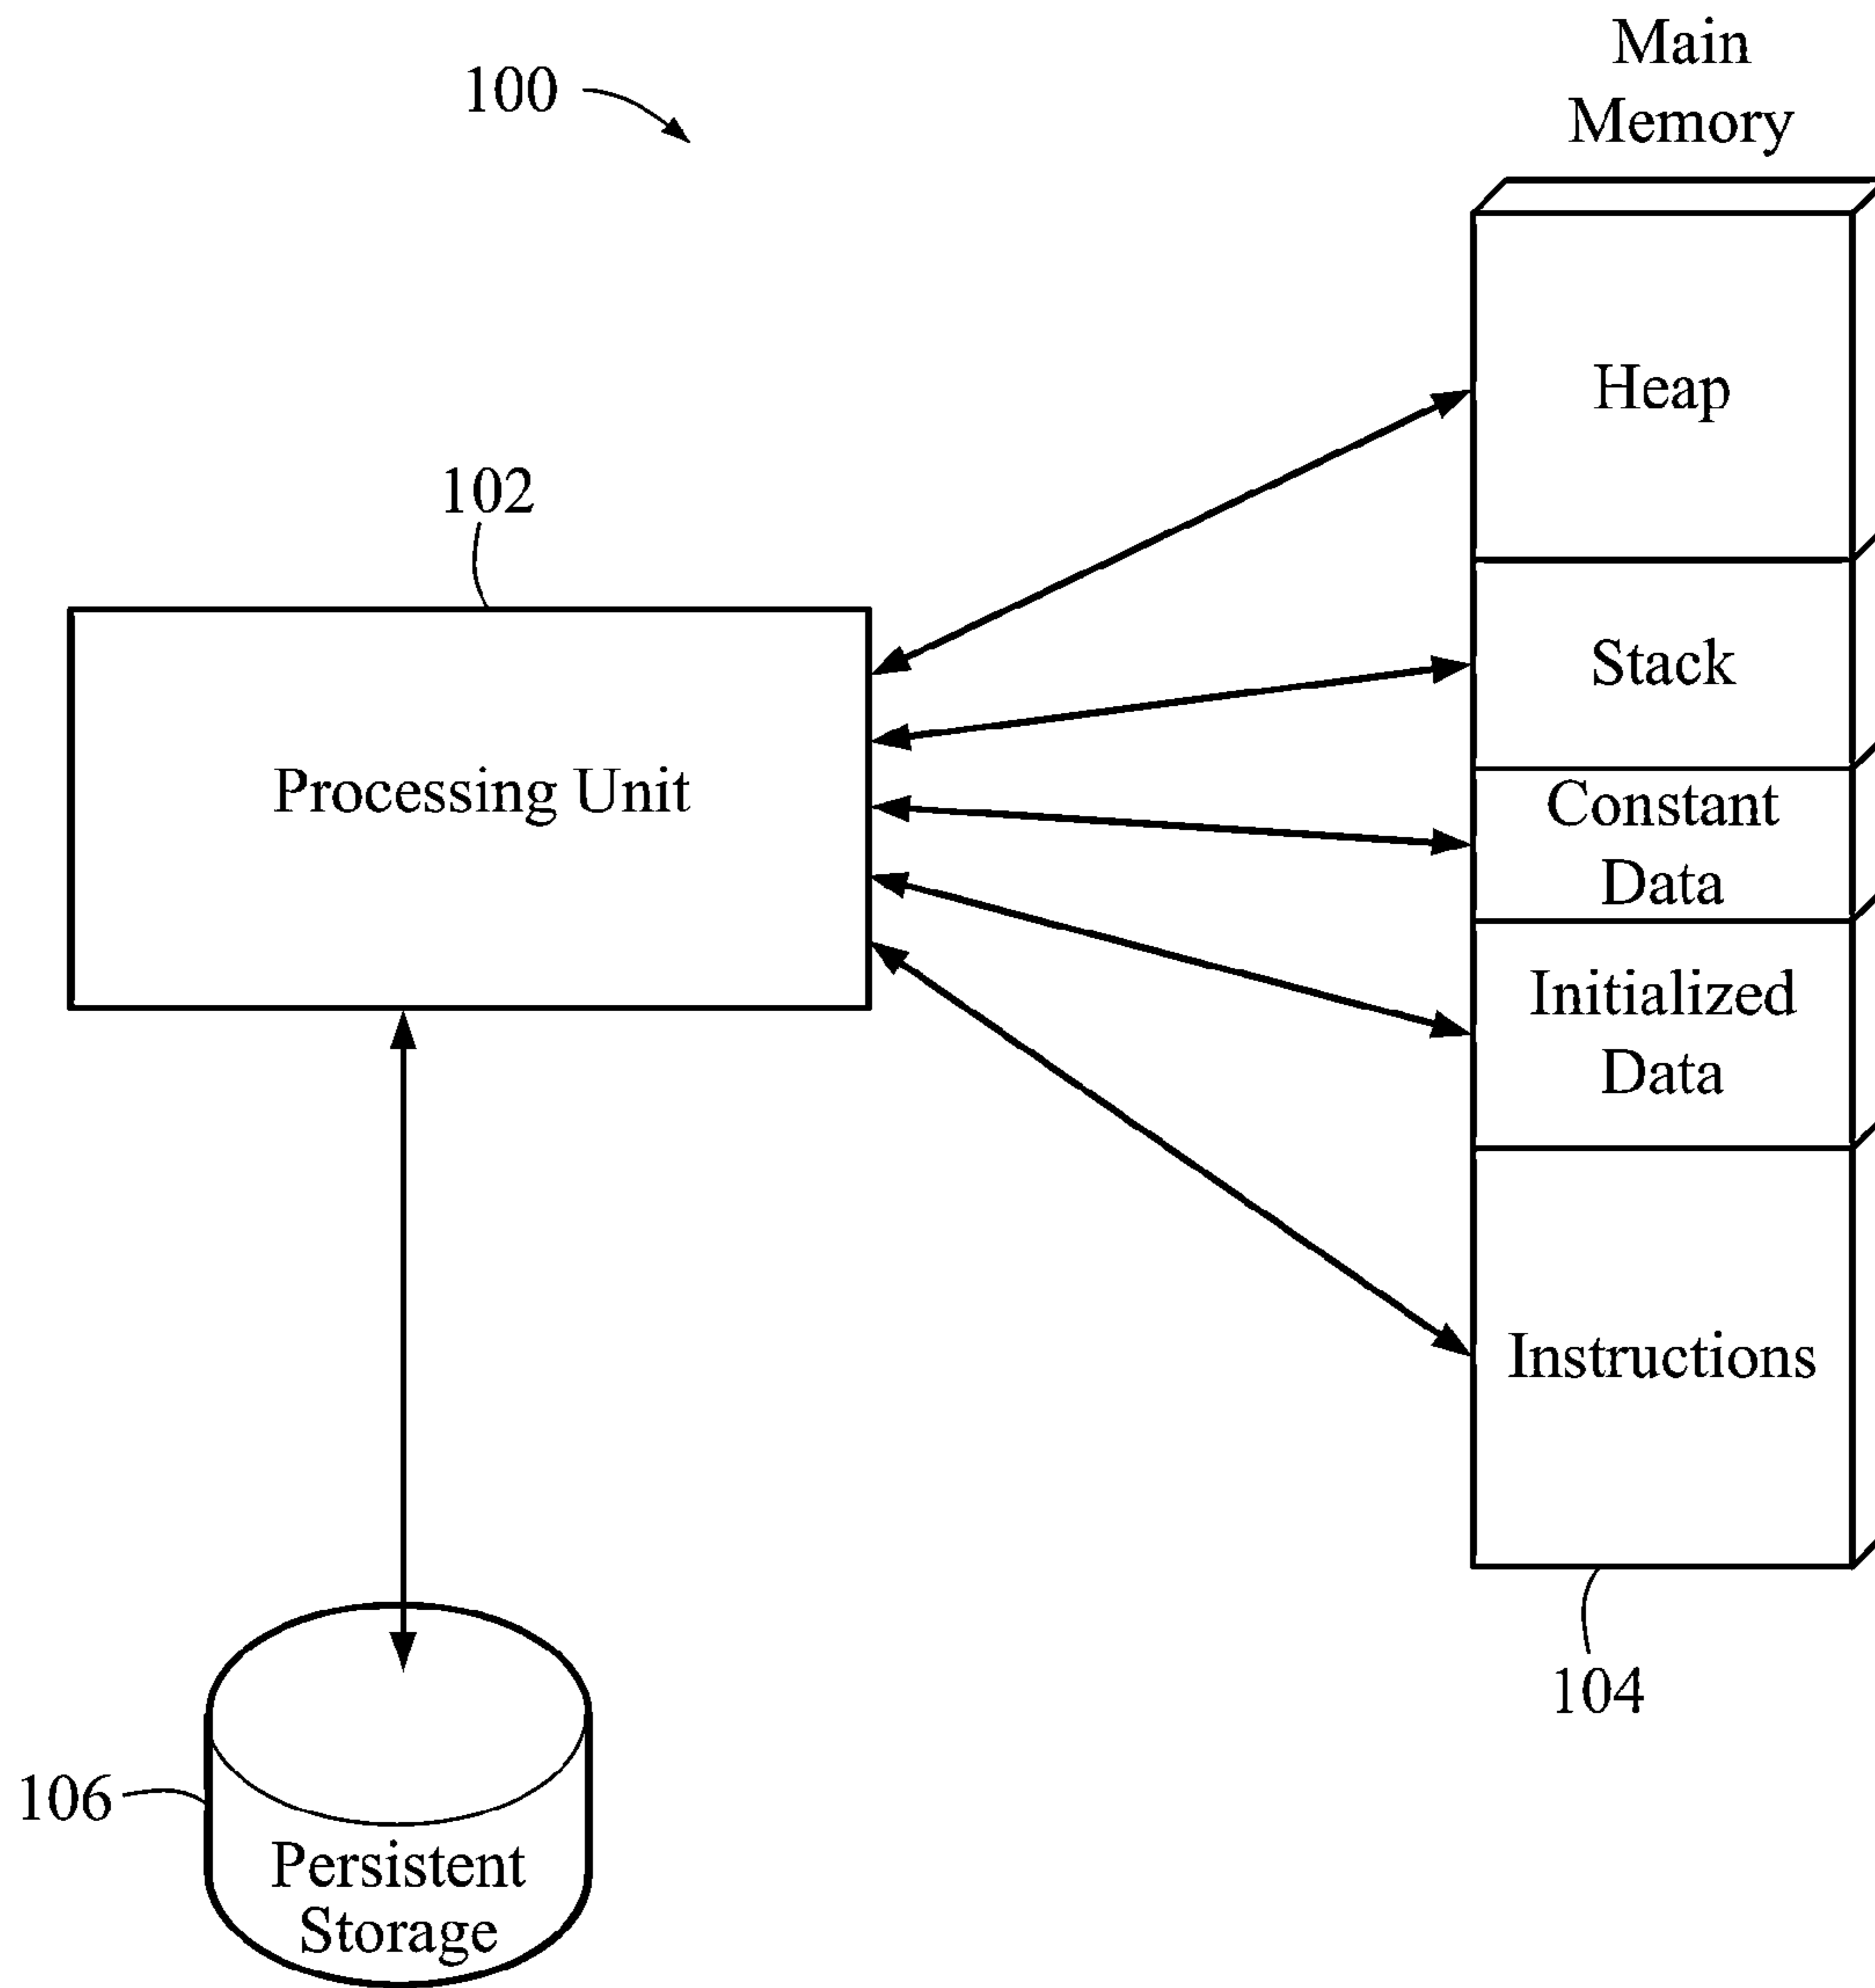 Main
Memory
100
Heap
102
Stack
Processing Unit
Constant
Data
Initialized
Data
Instructions
104
106
Persistent
Storage